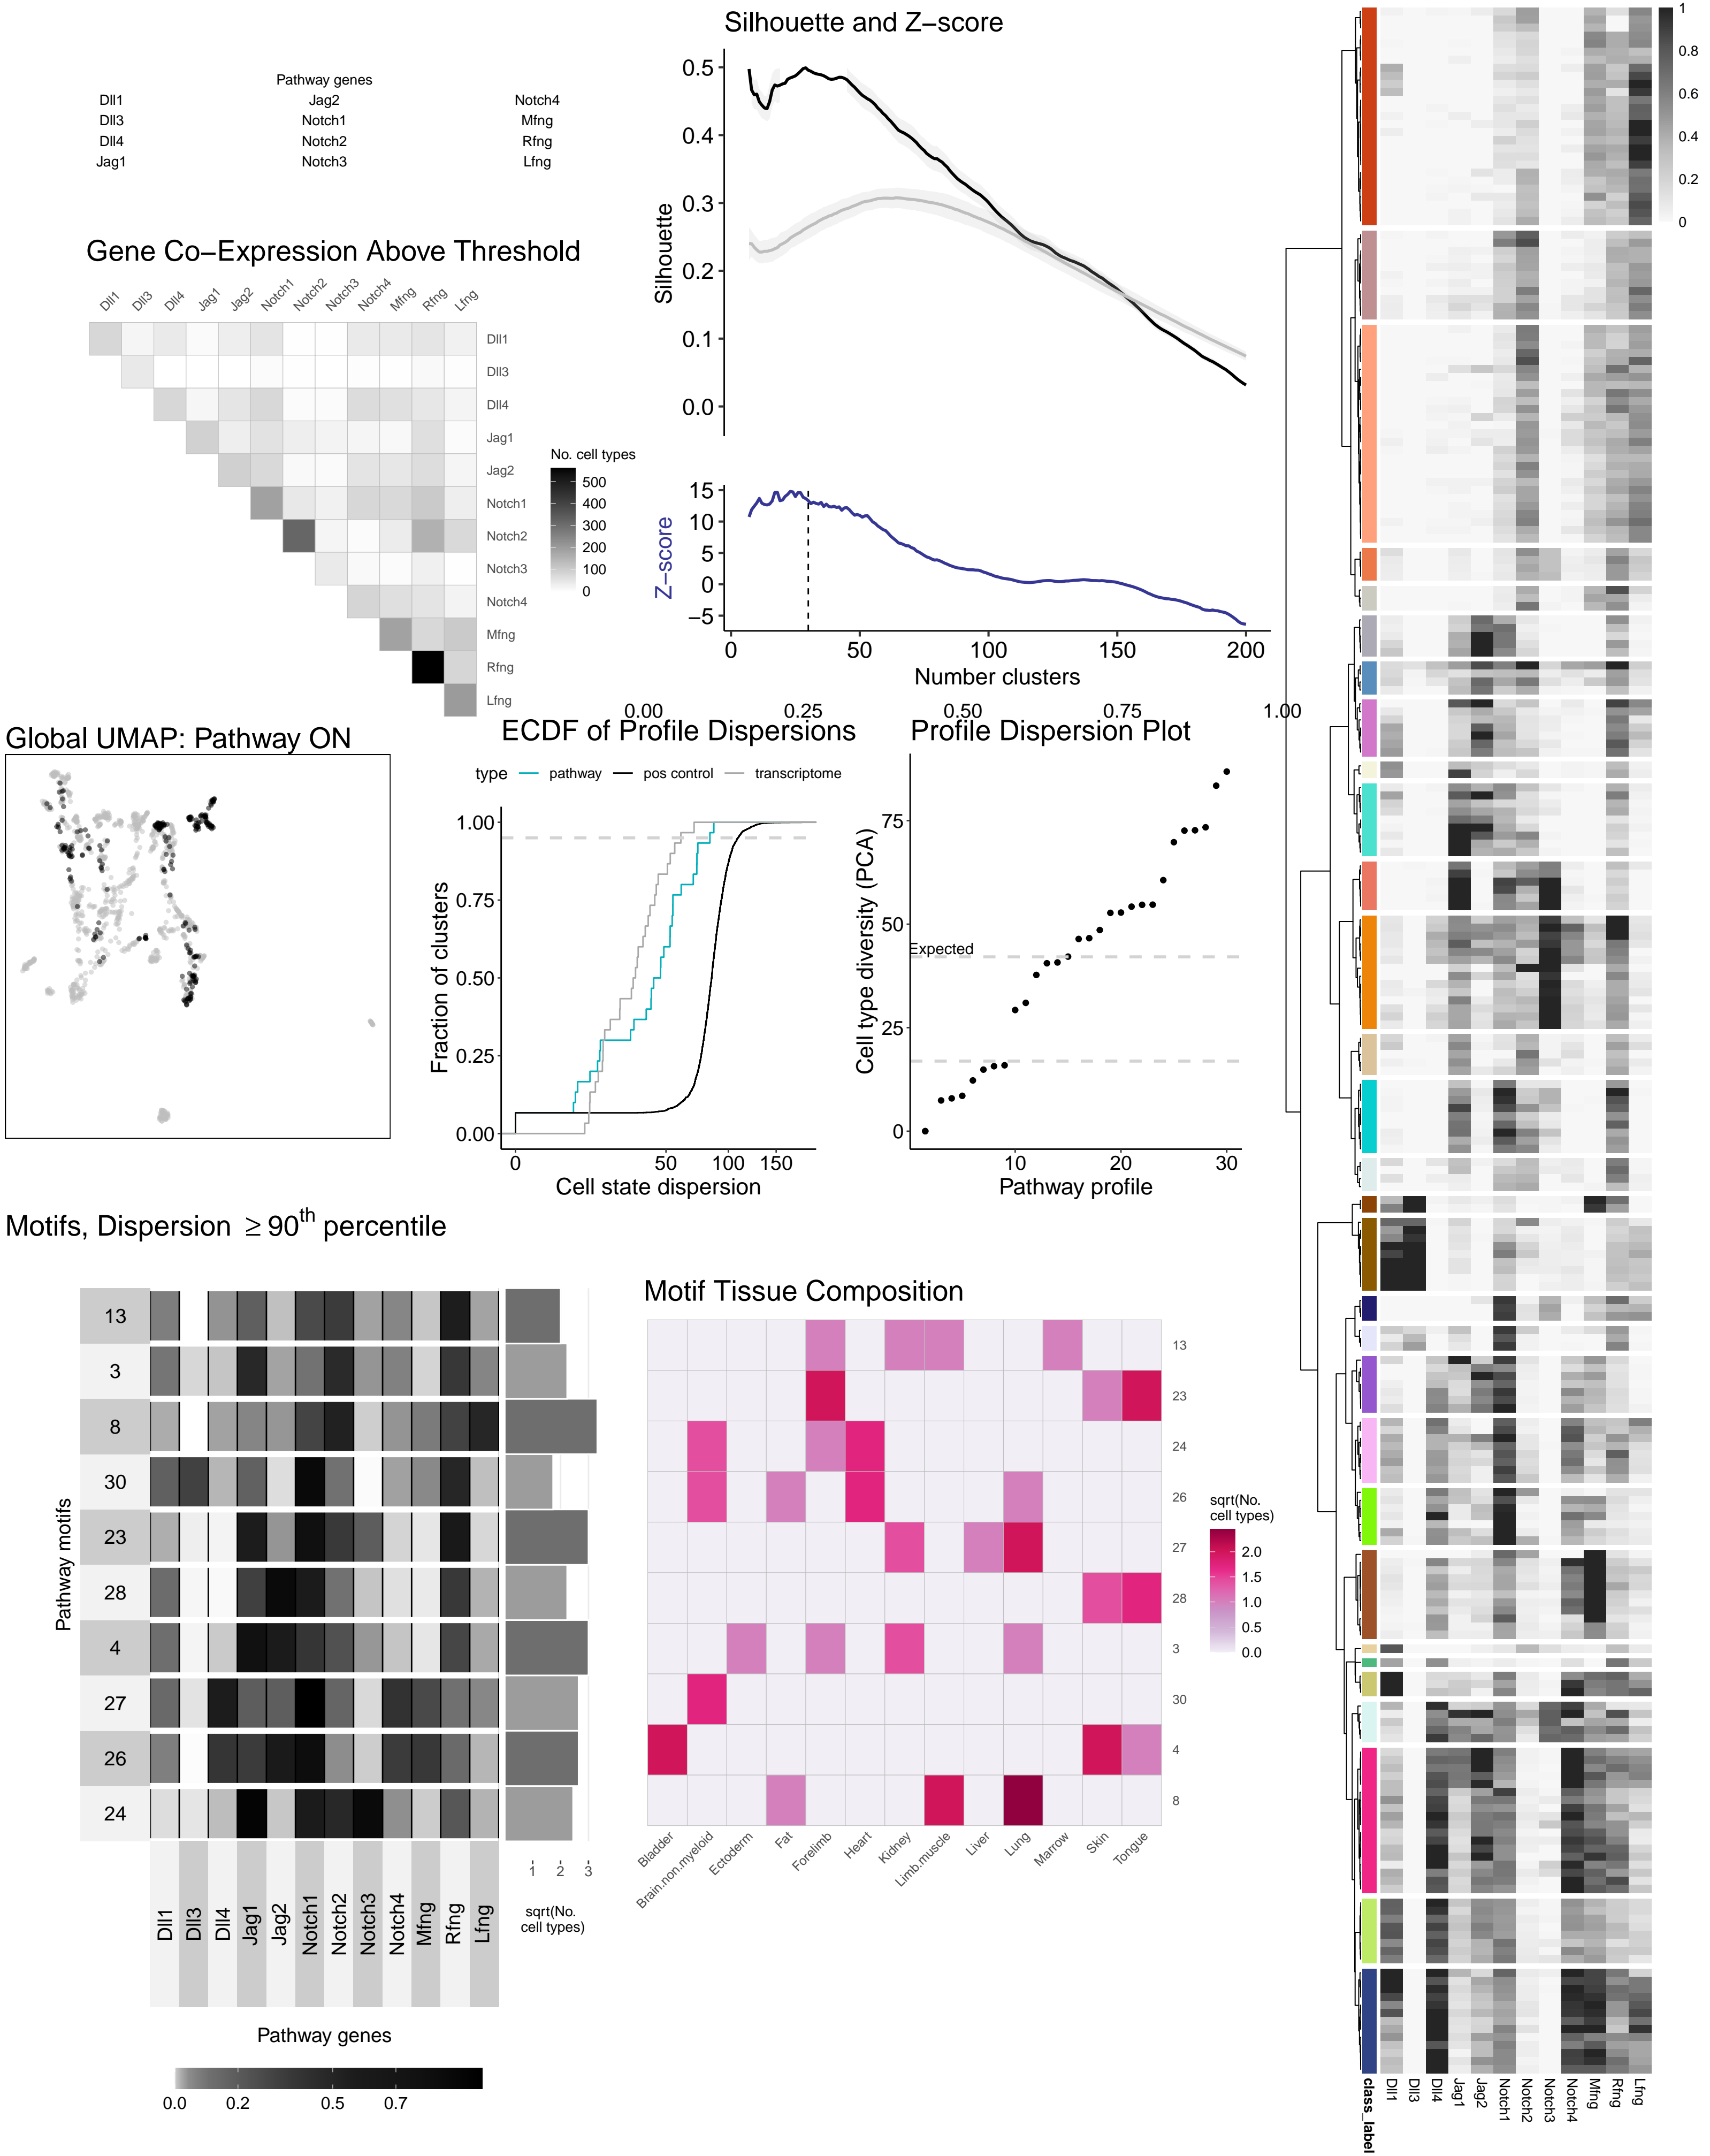 Silhouette and Z−score
Pathway genes
Dll1 Jag2 Notch4
Dll3 Notch1 Mfng
Dll4 Notch2 Rfng
Jag1 Notch3 Lfng
Silhouette
0.5
0.4
0.3
0.2
0.1
0.0
Z−score
15
10
5
0
−5
0 50 100 150 200
Number clusters
Gene Co−Expression Above Threshold
Dll1 Dll3 Dll4 Jag1 Jag2 Notch1 Notch2 Notch3 Notch4 Mfng Rfng Lfng
Dll1
Dll3
Dll4
Jag1
Jag2
Notch1
Notch2
Notch3
Notch4
Mfng
Rfng
Lfng
No. cell types
500
400
300
200
100
0
0.00 0.25 0.50 0.75 1.00
Global UMAP: Pathway ON
ECDF of Profile Dispersions
type pathway pos control transcriptome
Fraction of clusters
1.00
0.75
0.50
0.25
0.00
0 50 100 150
Cell state dispersion
Profile Dispersion Plot
Cell type diversity (PCA)
75
50
Expected
25
0
10 20 30
Pathway profile
Motifs, Dispersion ≥ 90th percentile
Pathway motifs
13
3
8
30
23
28
4
27
26
24
Dll1 Dll3 Dll4 Jag1 Jag2 Notch1 Notch2 Notch3 Notch4 Mfng Rfng Lfng
1 2 3
sqrt(No.
cell types)
Pathway genes
0.0 0.2 0.5 0.7
Motif Tissue Composition
13
23
24
26
27
28
3
30
4
8
Bladder Brain.non.myeloid Ectoderm Fat Forelimb Heart Kidney Limb.muscle Liver Lung Marrow Skin Tongue
sqrt(No.
cell types)
2.0
1.5
1.0
0.5
0.0
1
0.8
0.6
0.4
0.2
0
class_label Dll1 Dll3 Dll4 Jag1 Jag2 Notch1 Notch2 Notch3 Notch4 Mfng Rfng Lfng